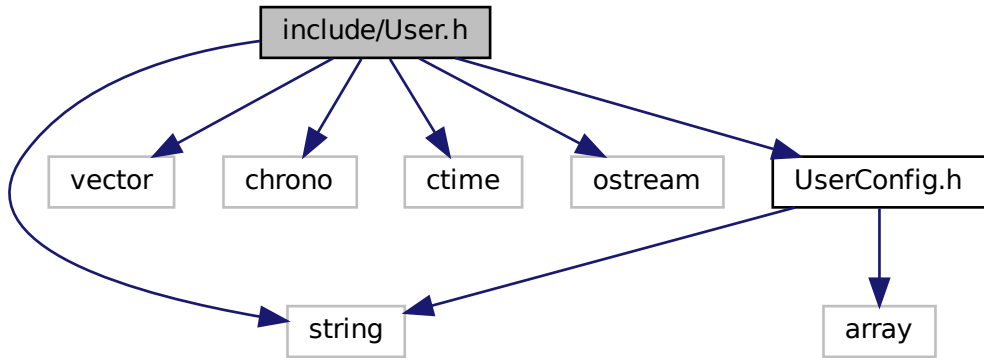 include/User.h
vector
chrono
ctime
ostream
UserConfig.h
string
array